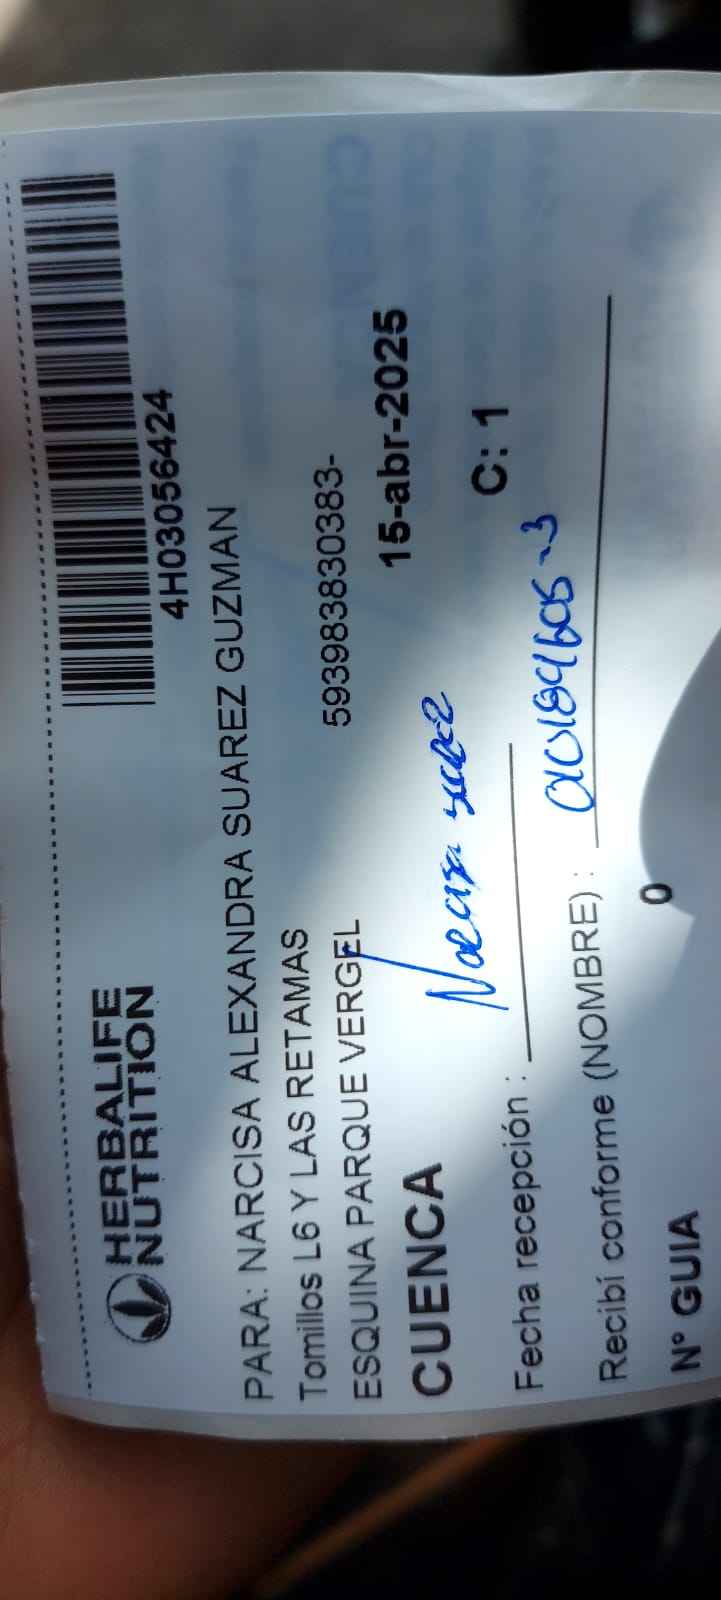 HERBALIFE
NUTRITION
4H03056424
PARA: NARCISA ALEXANDRA SUAREZ GUZMAN
Tomillos L6 Y LAS RETAMAS
ESQUINA PARQUE VERGEL 593983830383-
CUENCA 15-abr-2025
C: 1
Fecha recepción :
Recibí conforme (NOMBRE) :
N° GUIA 0